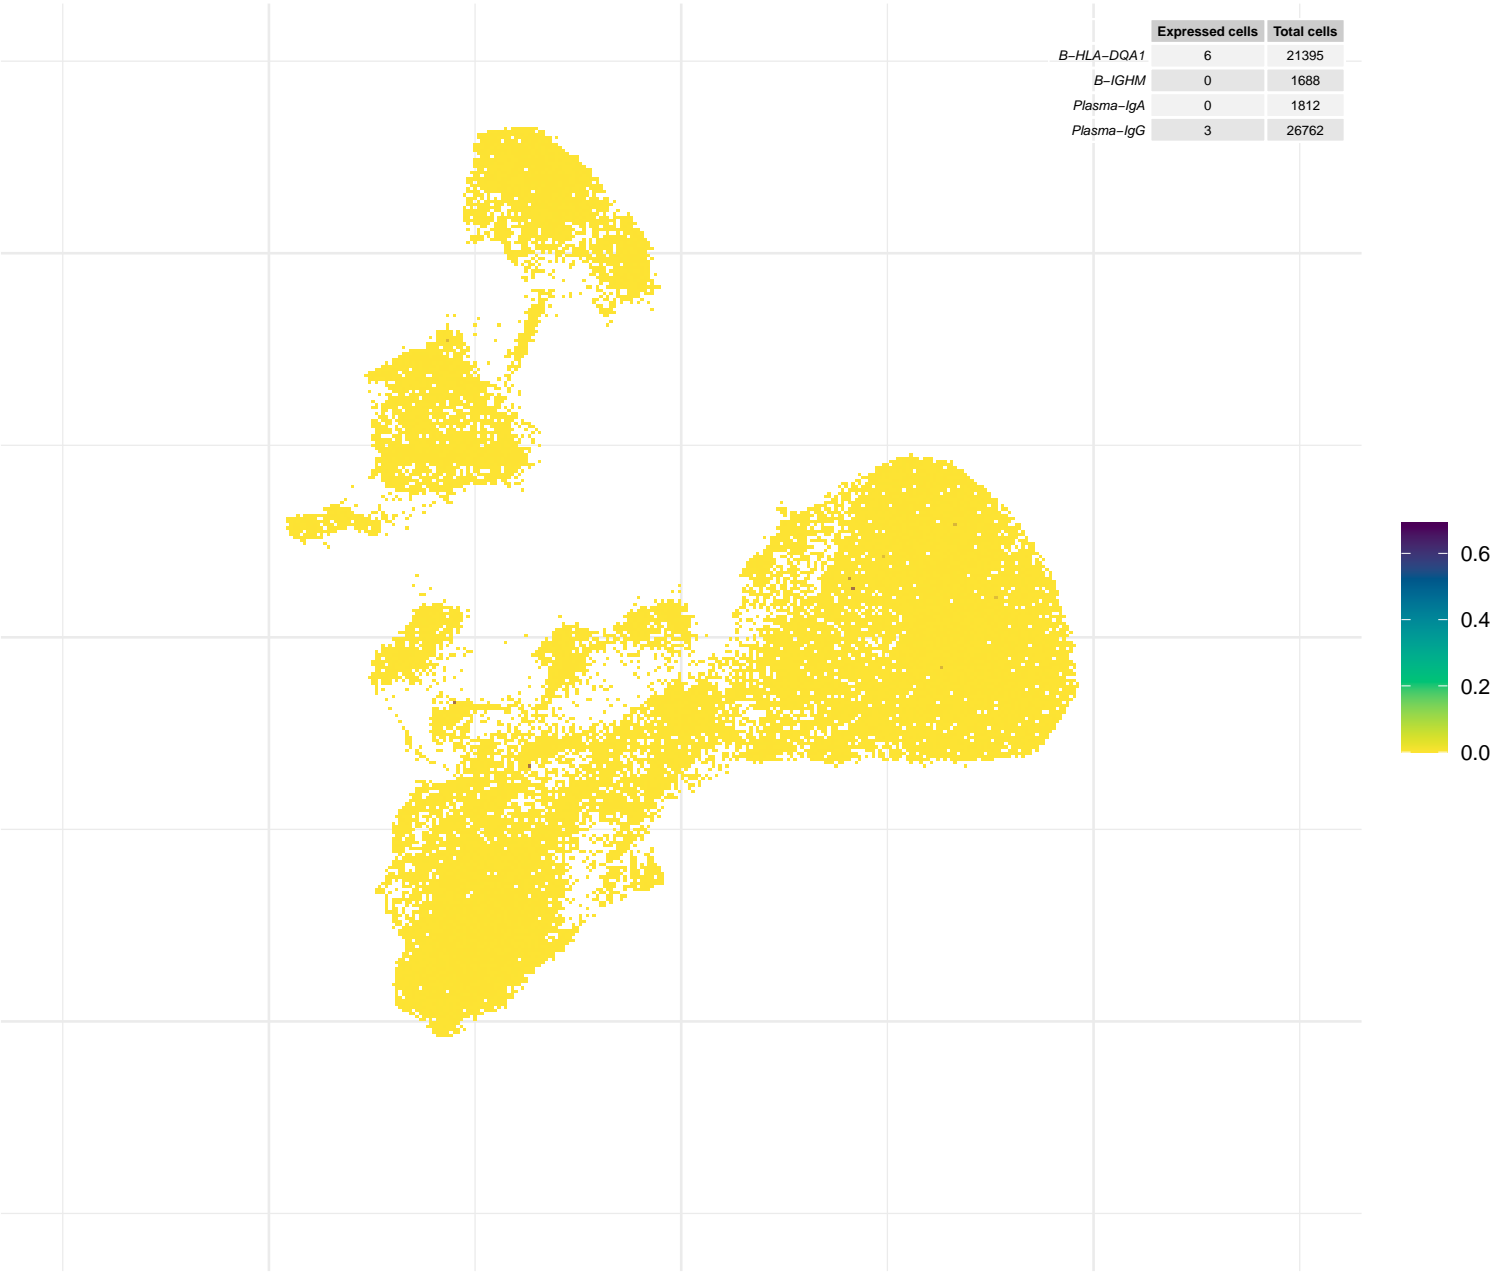 Expressed cells Total cells
B−HLA−DQA1 6 21395
B−IGHM 0 1688
Plasma−IgA 0 1812
Plasma−IgG 3 26762
0.6
0.4
0.2
0.0